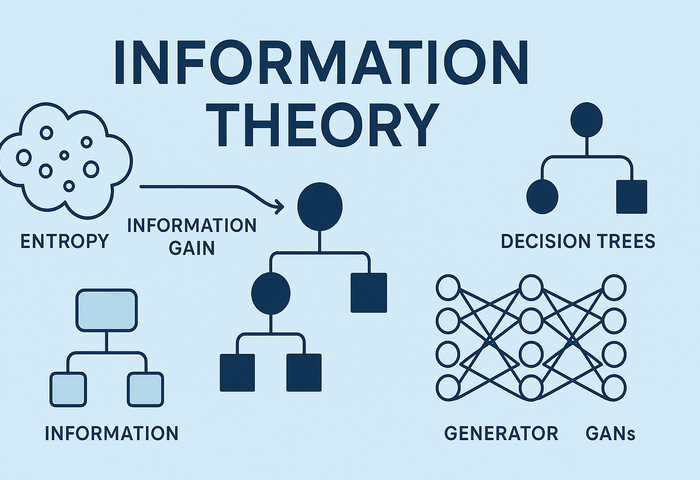 INFORMATION
THEORY
ENTROPY
INFORMATION
GAIN
DECISION TREES
INFORMATION
GENERATOR
GANs